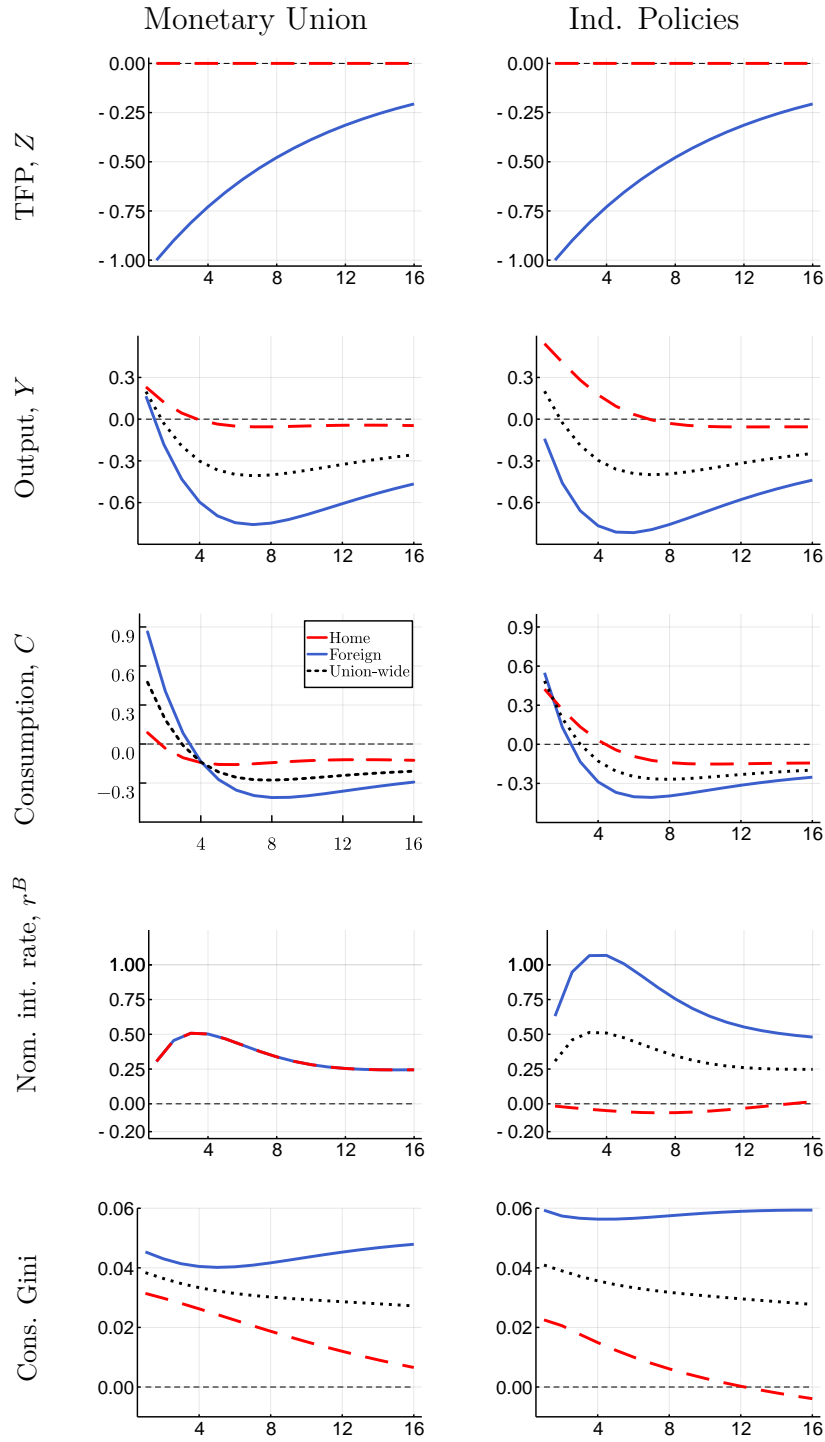 Monetary Union Ind. Policies
TFP, Z
0.00
- 0.25
- 0.50
- 0.75
- 1.00
4 8 12 16
0.00
- 0.25
- 0.50
- 0.75
- 1.00
4 8 12 16
Output, Y
0.3
0.0
- 0.3
- 0.6
4 8 12 16
0.3
0.0
- 0.3
- 0.6
4 8 12 16
Consumption, C
0.9
0.6
0.3
0.0
−0.3
4 8 12 16
Home
Foreign
Union-wide
0.9
0.6
0.3
0.0
- 0.3
4 8 12 16
Nom. int. rate, r^B
1.00
0.75
0.50
0.25
0.00
- 0.20
4 8 12 16
1.00
0.75
0.50
0.25
0.00
- 0.20
4 8 12 16
Cons. Gini
0.06
0.04
0.02
0.00
4 8 12 16
0.06
0.04
0.02
0.00
4 8 12 16